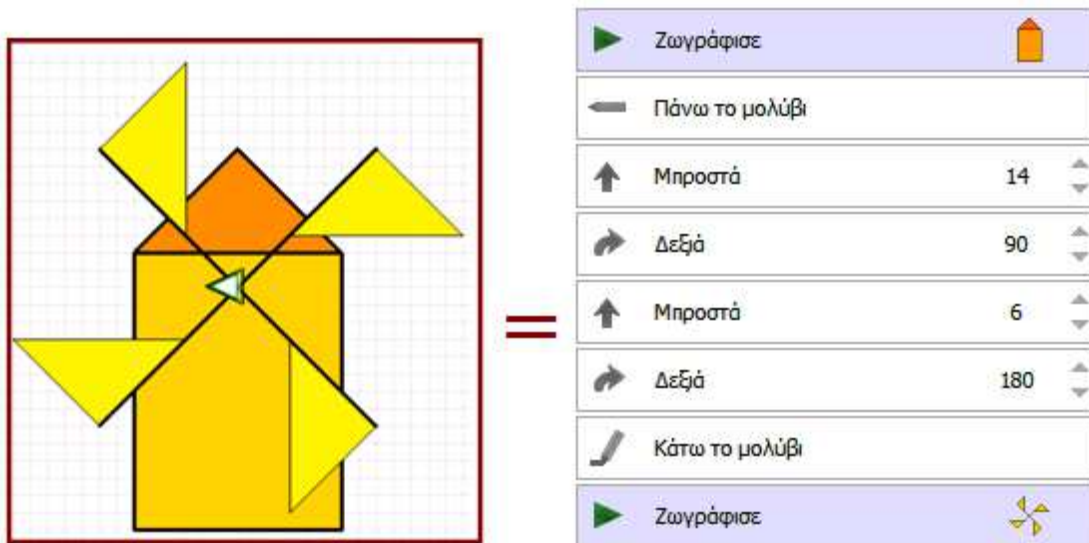 Ζωγράφισε
Πάνω το μολύβι
Μπροστά 14
Δεξιά 90
Μπροστά 6
Δεξιά 180
Κάτω το μολύβι
Ζωγράφισε